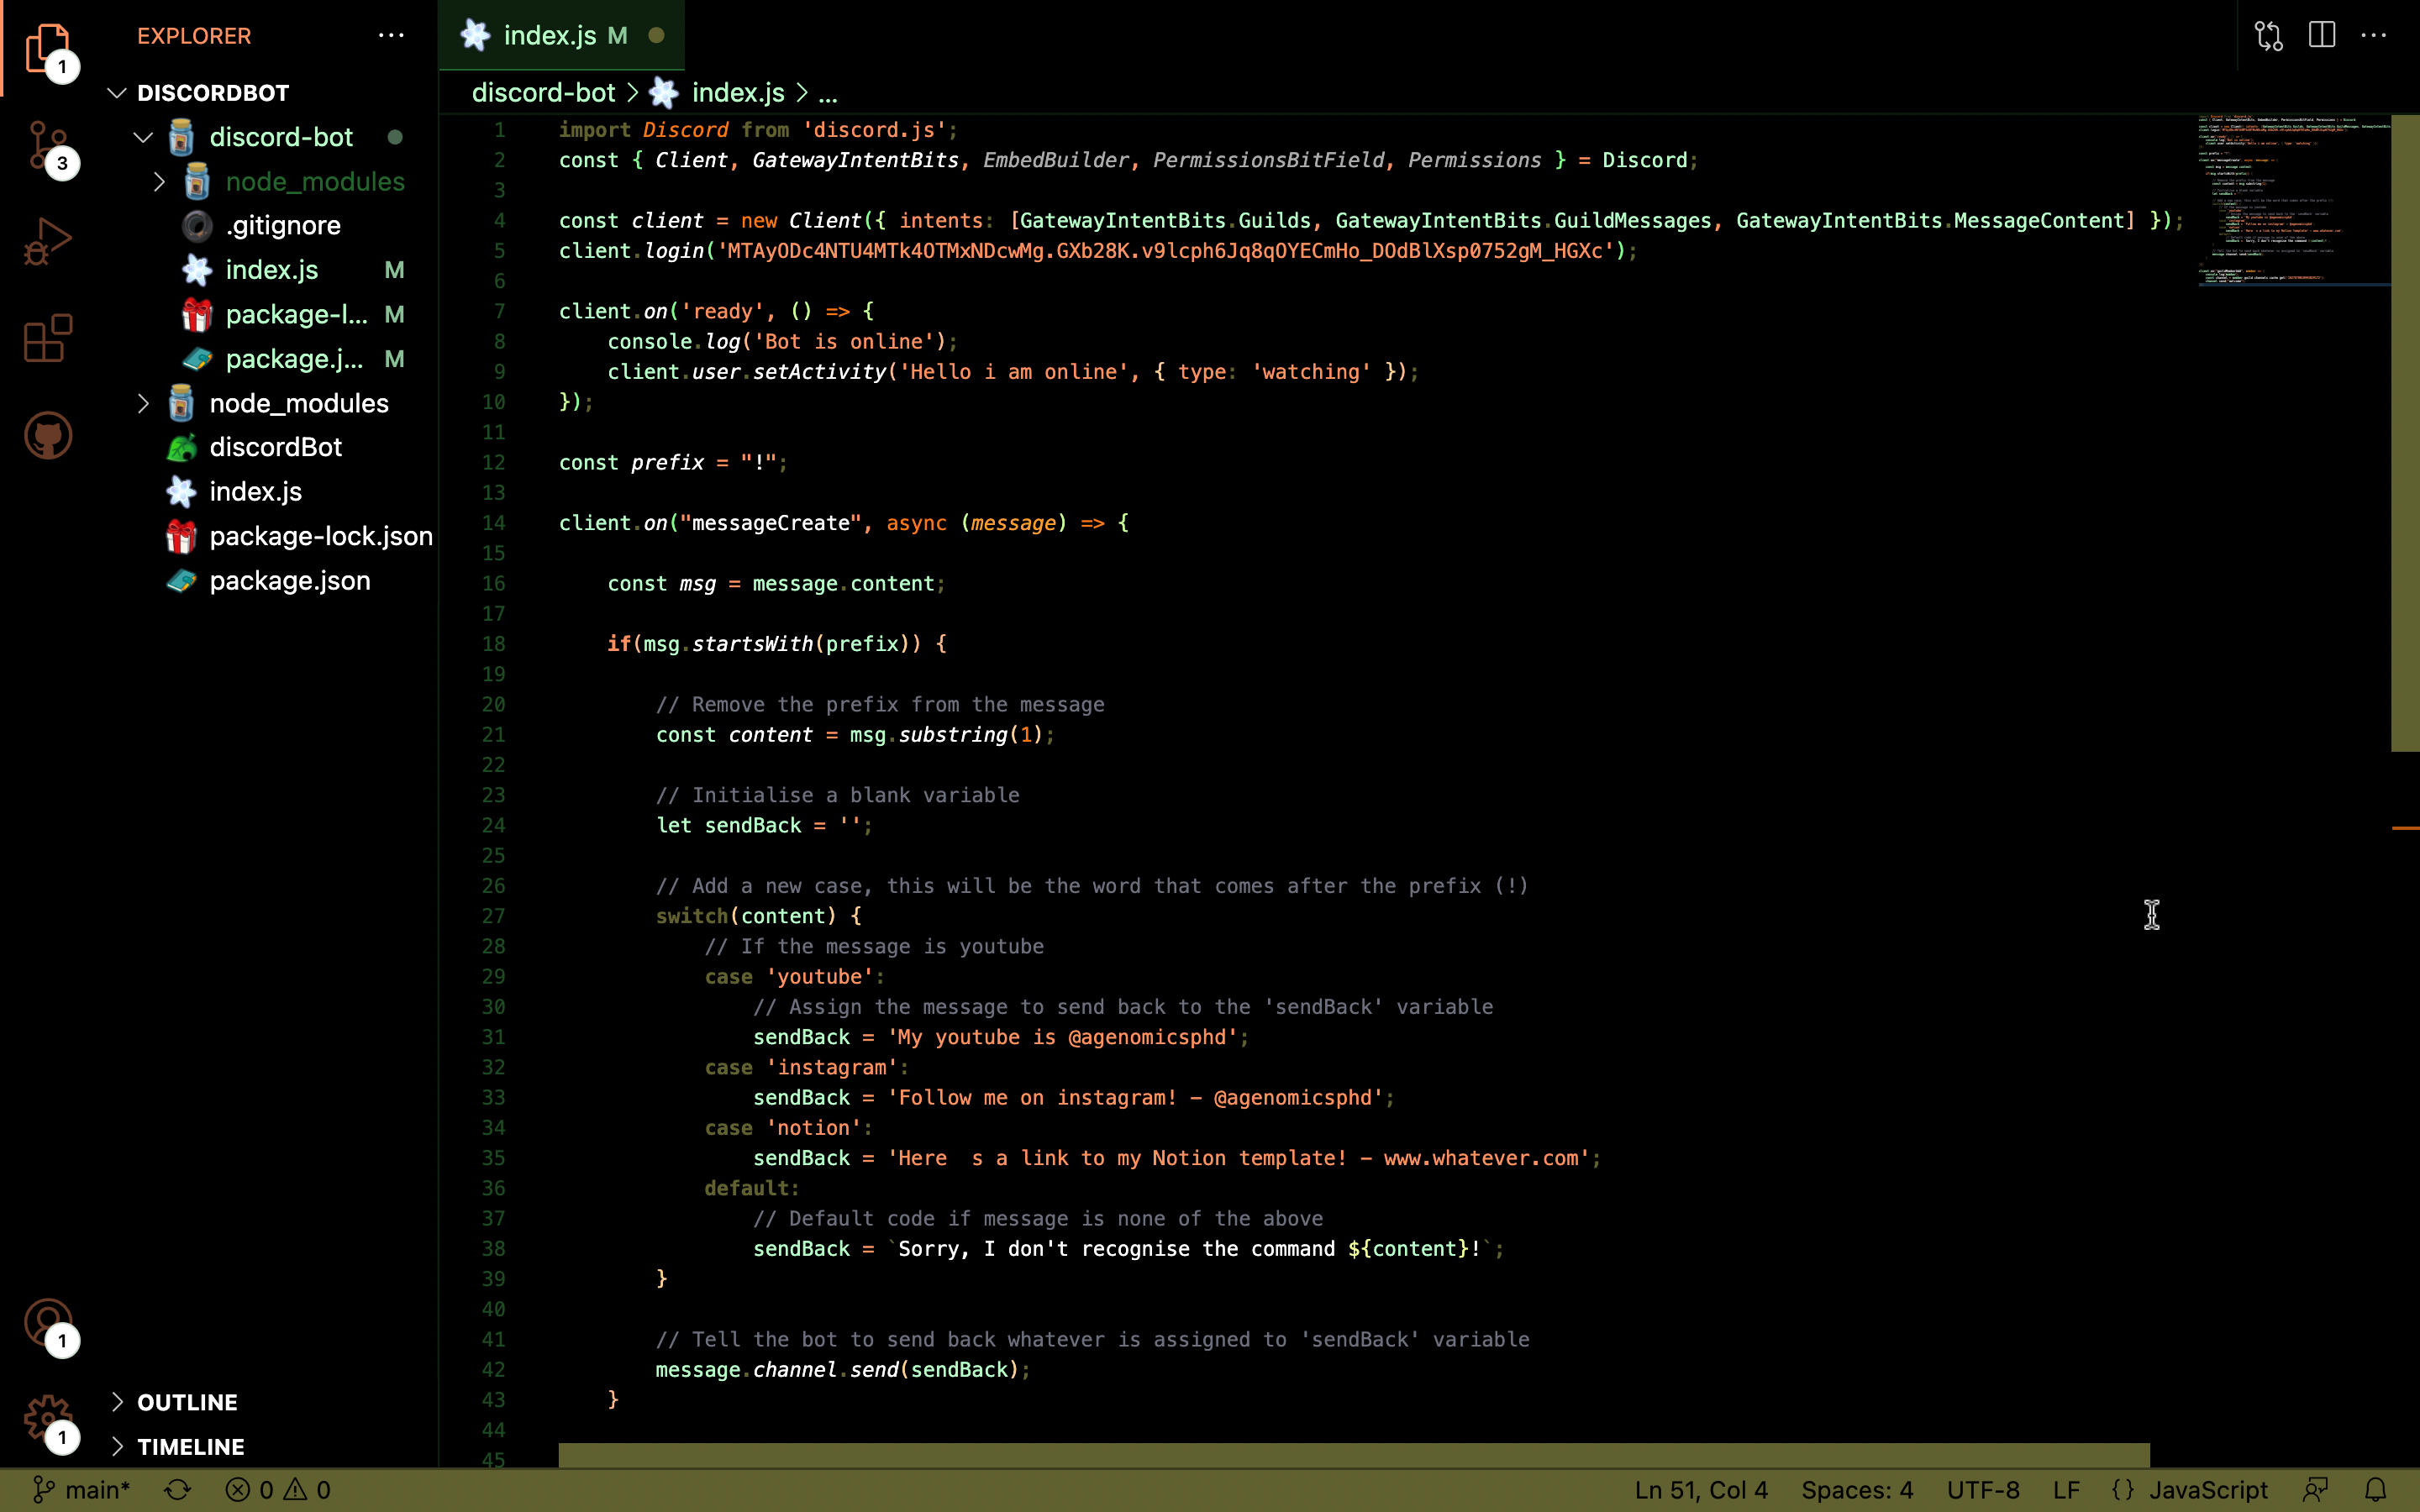 EXPLORER
1
3
DISCORDBOT
discord-bot
node_modules
.gitignore
index.js M
package-l... M
package.j... M
node_modules
discordBot
index.js
package-lock.json
package.json
1
1
OUTLINE
TIMELINE
index.js M
discord-bot > index.js > ...
1 import Discord from 'discord.js';
2 const { Client, GatewayIntentBits, EmbedBuilder, PermissionsBitField, Permissions } = Discord;
3
4 const client = new Client({ intents: [GatewayIntentBits.Guilds, GatewayIntentBits.GuildMessages, GatewayIntentBits.MessageContent] });
5 client.login('MTAyODc4NTU4MTk4OTMxNDcwMg.GXb28K.v9lcph6Jq8qOYECmHo_DOdBlXsp0752gM_HGXc');
6
7 client.on('ready', () => {
8 console.log('Bot is online');
9 client.user.setActivity('Hello i am online', { type: 'watching' });
10 });
11
12 const prefix = "!";
13
14 client.on("messageCreate", async (message) => {
15
16 const msg = message.content;
17
18 if(msg.startsWith(prefix)) {
19
20 // Remove the prefix from the message
21 const content = msg.substring(1);
22
23 // Initialise a blank variable
24 let sendBack = '';
25
26 // Add a new case, this will be the word that comes after the prefix (!)
27 switch(content) {
28 // If the message is youtube
29 case 'youtube':
30 // Assign the message to send back to the 'sendBack' variable
31 sendBack = 'My youtube is @agenomicsphd';
32 case 'instagram':
33 sendBack = 'Follow me on instagram! - @agenomicsphd';
34 case 'notion':
35 sendBack = 'Here  s a link to my Notion template! - www.whatever.com';
36 default:
37 // Default code if message is none of the above
38 sendBack = `Sorry, I don't recognise the command ${content}!`;
39 }
40
41 // Tell the bot to send back whatever is assigned to 'sendBack' variable
42 message.channel.send(sendBack);
43 }
44
45
main* 0 0 Ln 51, Col 4 Spaces: 4 UTF-8 LF {} JavaScript